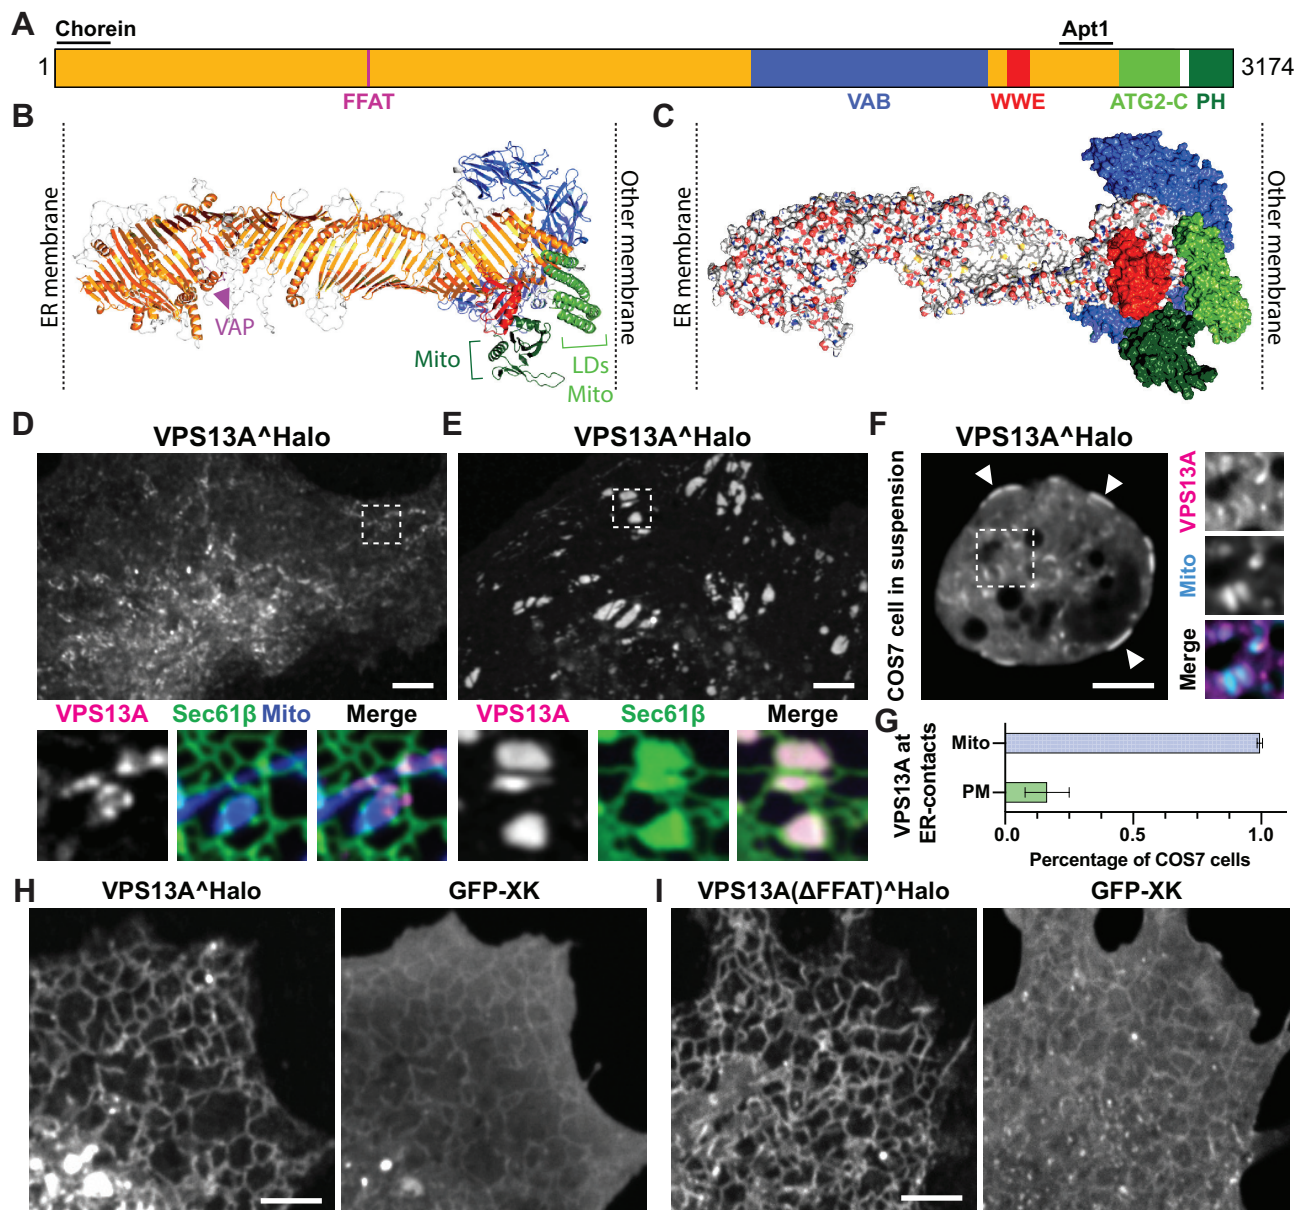 A
Chorein
Apt1
1
3174
FFAT
VAB
WWE
ATG2-C
PH
B
ER membrane
Other membrane
VAP
Mito
LDs
Mito
C
ER membrane
Other membrane
D
VPS13A^Halo
E
VPS13A^Halo
F
VPS13A^Halo
COS7 cell in suspension
VPS13A
Mito
Merge
VPS13A
Sec61β Mito
Merge
VPS13A
Sec61β
Merge
G
VPS13A at
ER-contacts
Mito
PM
0.0
0.5
1.0
Percentage of COS7 cells
H
VPS13A^Halo
GFP-XK
I
VPS13A(ΔFFAT)^Halo
GFP-XK